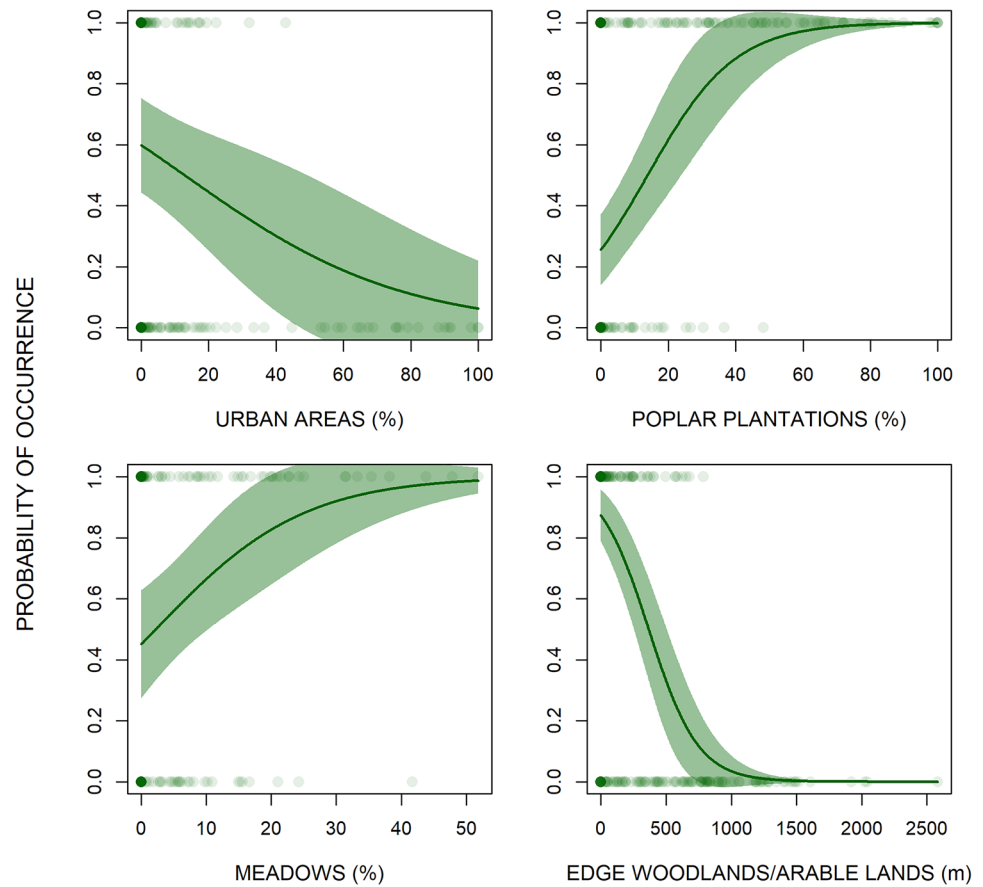 PROBABILITY OF OCCURRENCE
0.0 0.2 0.4 0.6 0.8 1.0
0 20 40 60 80 100
URBAN AREAS (%)
0.0 0.2 0.4 0.6 0.8 1.0
0 20 40 60 80 100
POPLAR PLANTATIONS (%)
0.0 0.2 0.4 0.6 0.8 1.0
0 10 20 30 40 50
MEADOWS (%)
0.0 0.2 0.4 0.6 0.8 1.0
0 500 1000 1500 2000 2500
EDGE WOODLANDS/ARABLE LANDS (m)